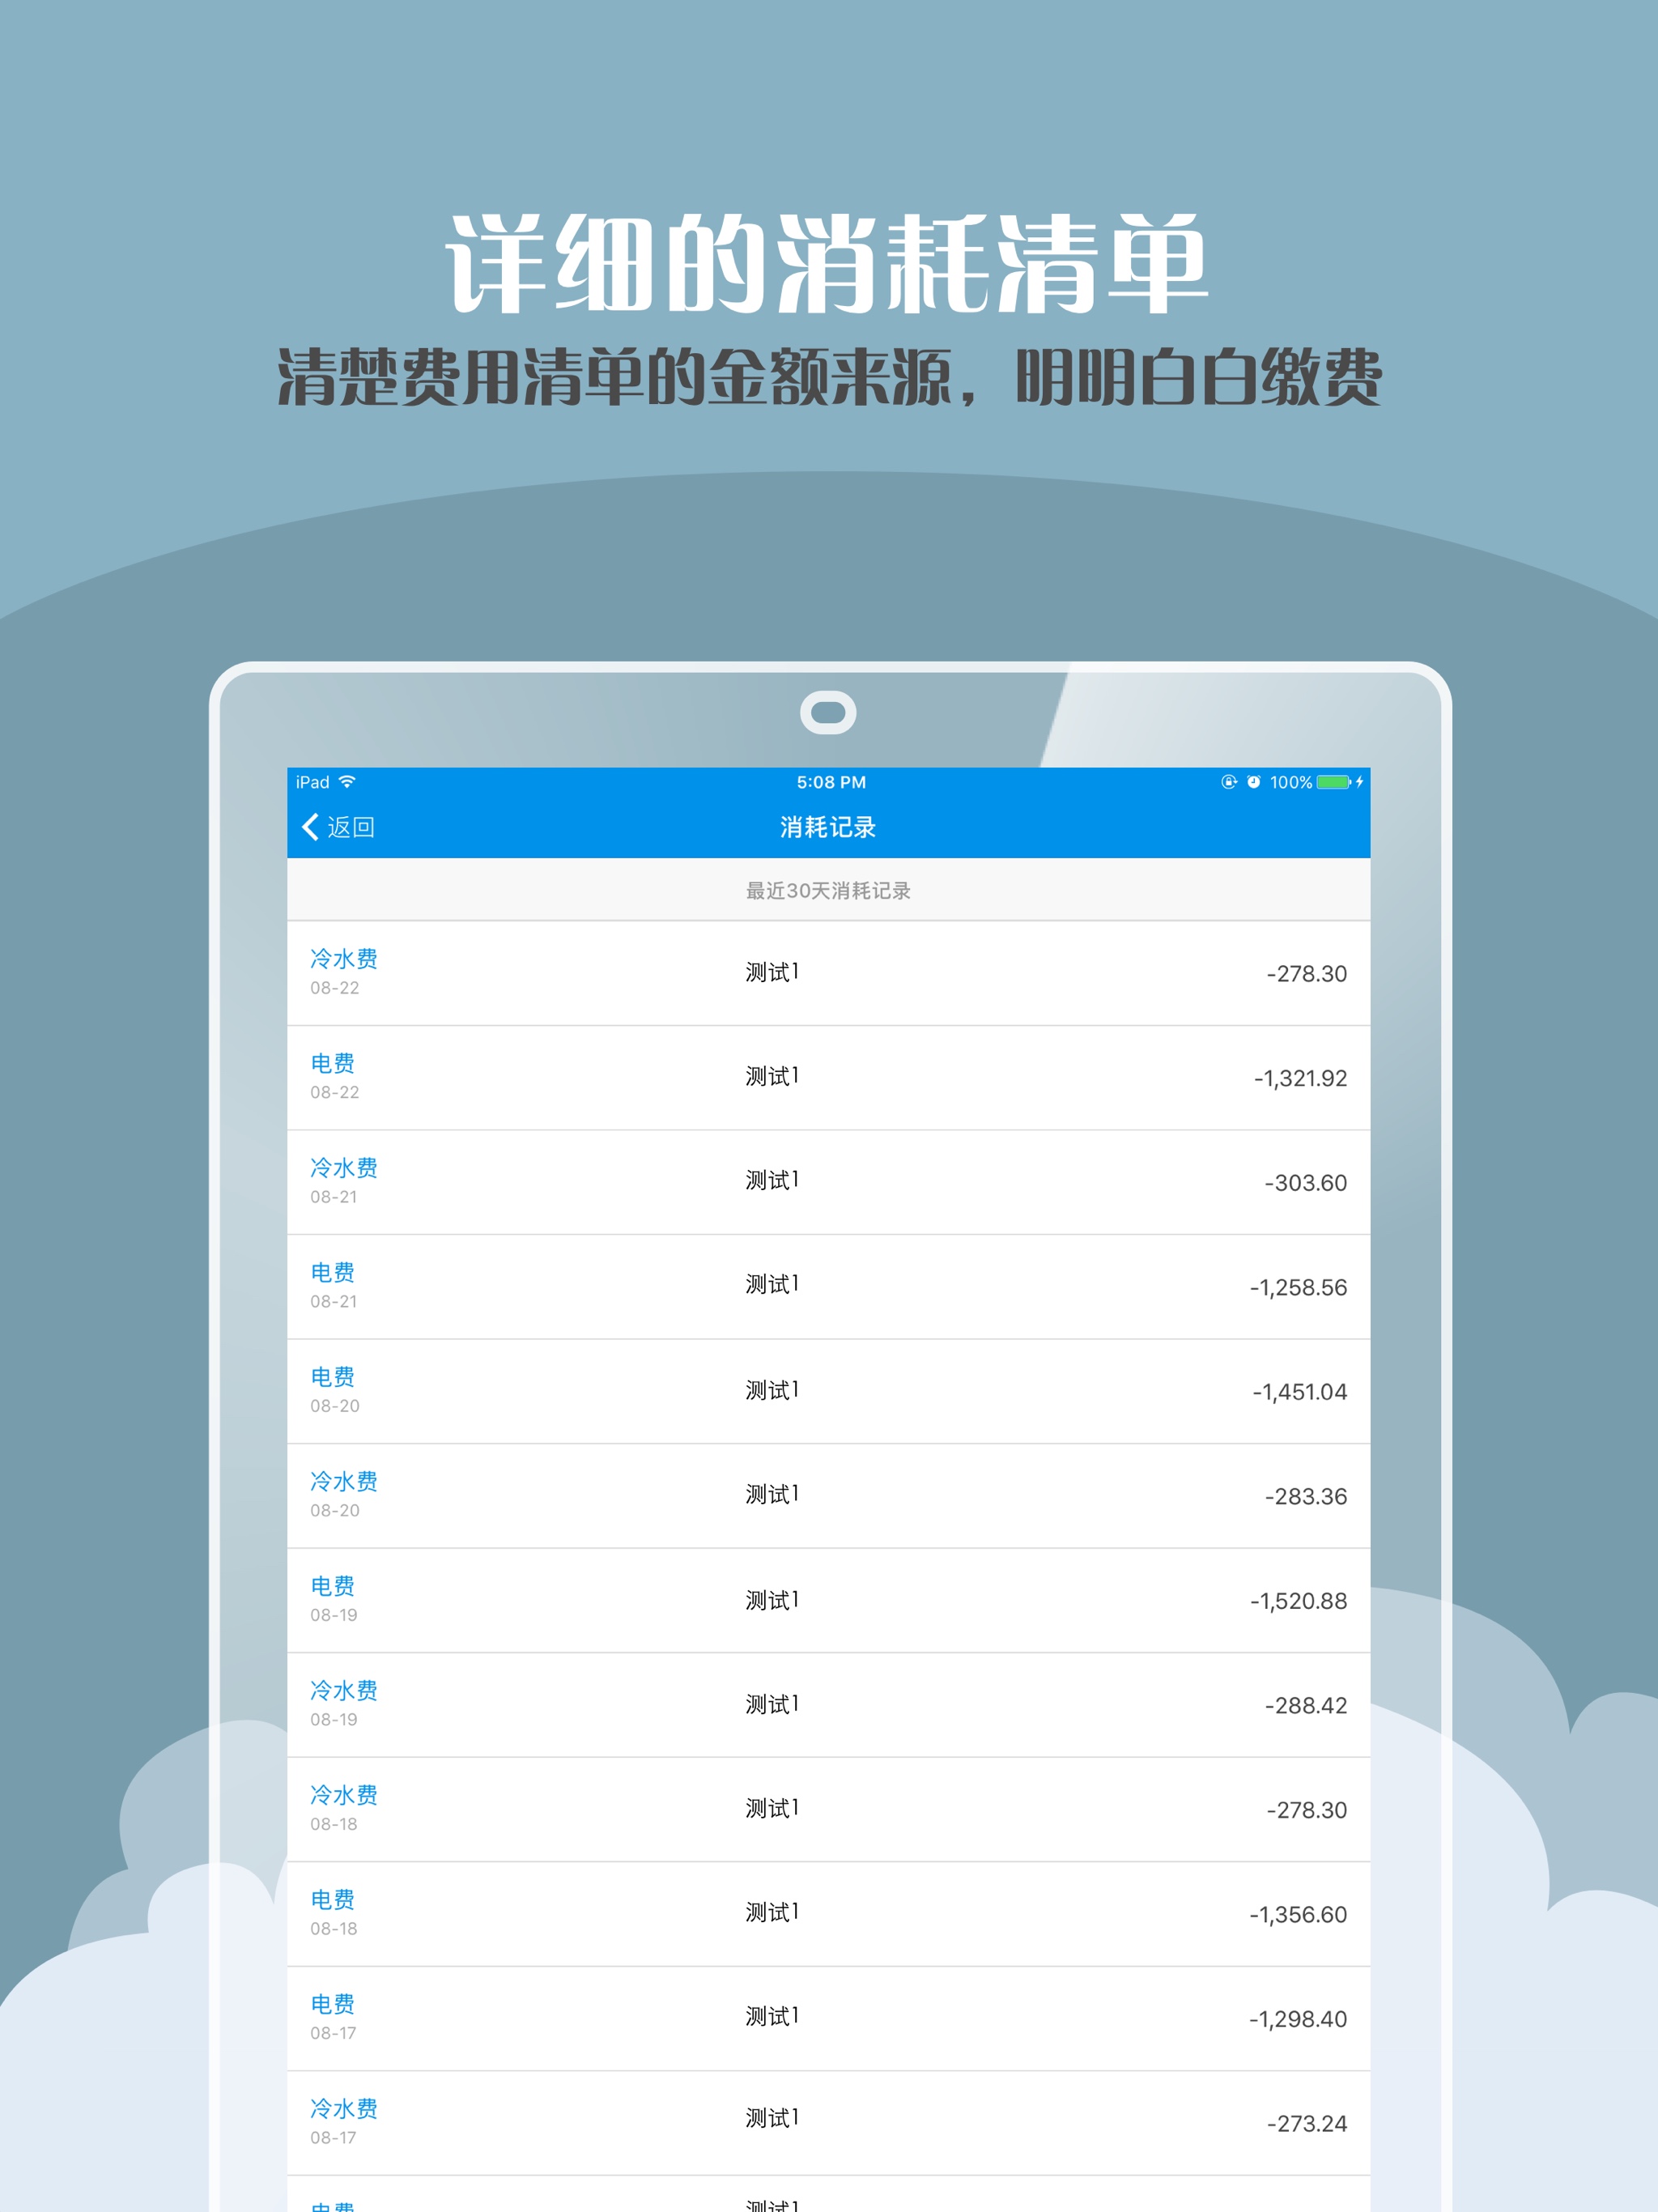 详细的消耗清单
清楚费用清单的金额来源，明明白白缴费
iPad 5:08 PM 100%
返回 消耗记录
最近30天消耗记录
冷水费 测试1 -278.30
08-22
电费 测试1 -1,321.92
08-22
冷水费 测试1 -303.60
08-21
电费 测试1 -1,258.56
08-21
电费 测试1 -1,451.04
08-20
冷水费 测试1 -283.36
08-20
电费 测试1 -1,520.88
08-19
冷水费 测试1 -288.42
08-19
冷水费 测试1 -278.30
08-18
电费 测试1 -1,356.60
08-18
电费 测试1 -1,298.40
08-17
冷水费 测试1 -273.24
08-17
电费 测试1